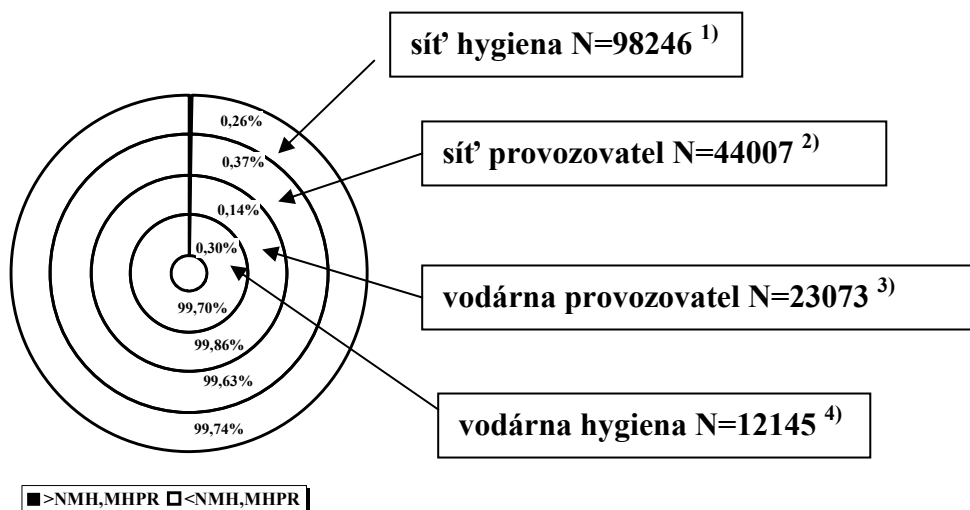 síť hygiena N=98246 1)
0,26%
síť provozovatel N=44007 2)
0,37%
0,14%
0,30%
vodárna provozovatel N=23073 3)
99,70%
99,86%
99,63%
vodárna hygiena N=12145 4)
99,74%
■ >NMH,MHPR □ <NMH,MHPR